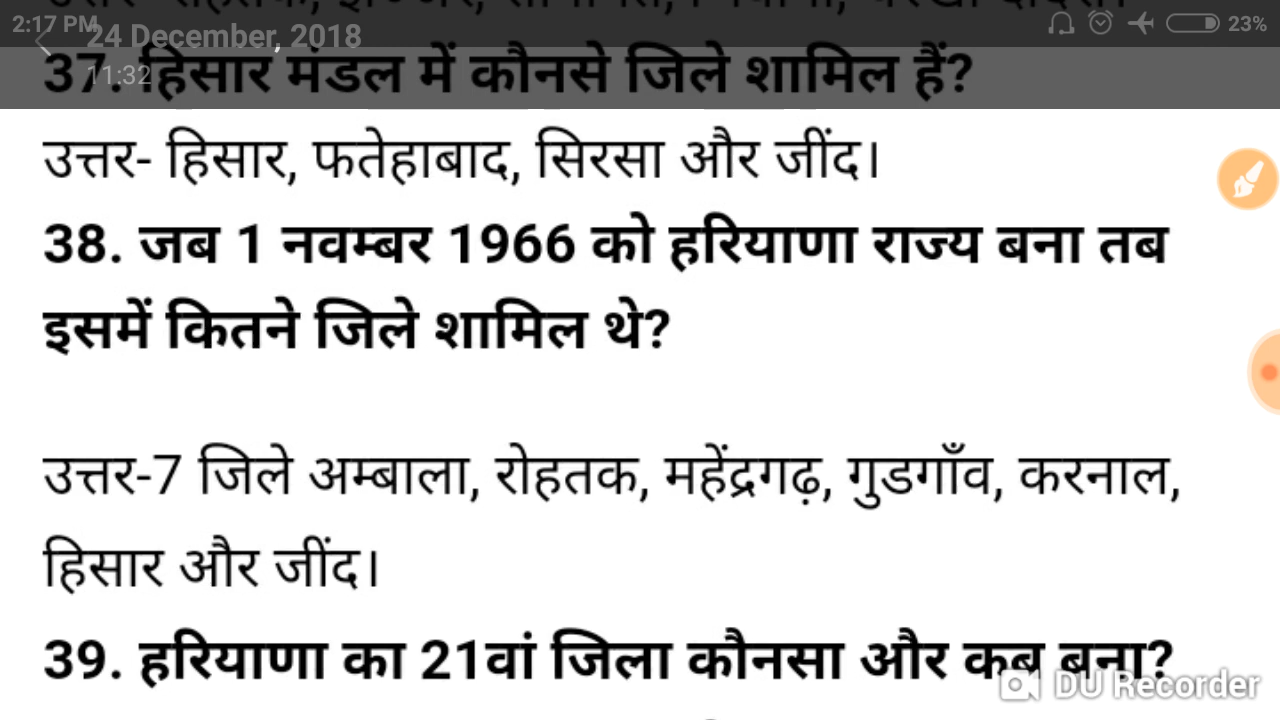 2:17 PM
23%
24 December, 2018
11:32
37. हिसार मंडल में कौनसे जिले शामिल हैं?
उत्तर- हिसार, फतेहाबाद, सिरसा और जींद।
38. जब 1 नवम्बर 1966 को हरियाणा राज्य बना तब
इसमें कितने जिले शामिल थे?
उत्तर-7 जिले अम्बाला, रोहतक, महेंद्रगढ़, गुडगाँव, करनाल,
हिसार और जींद।
39. हरियाणा का 21वां जिला कौनसा और कब बना?
DU Recorder